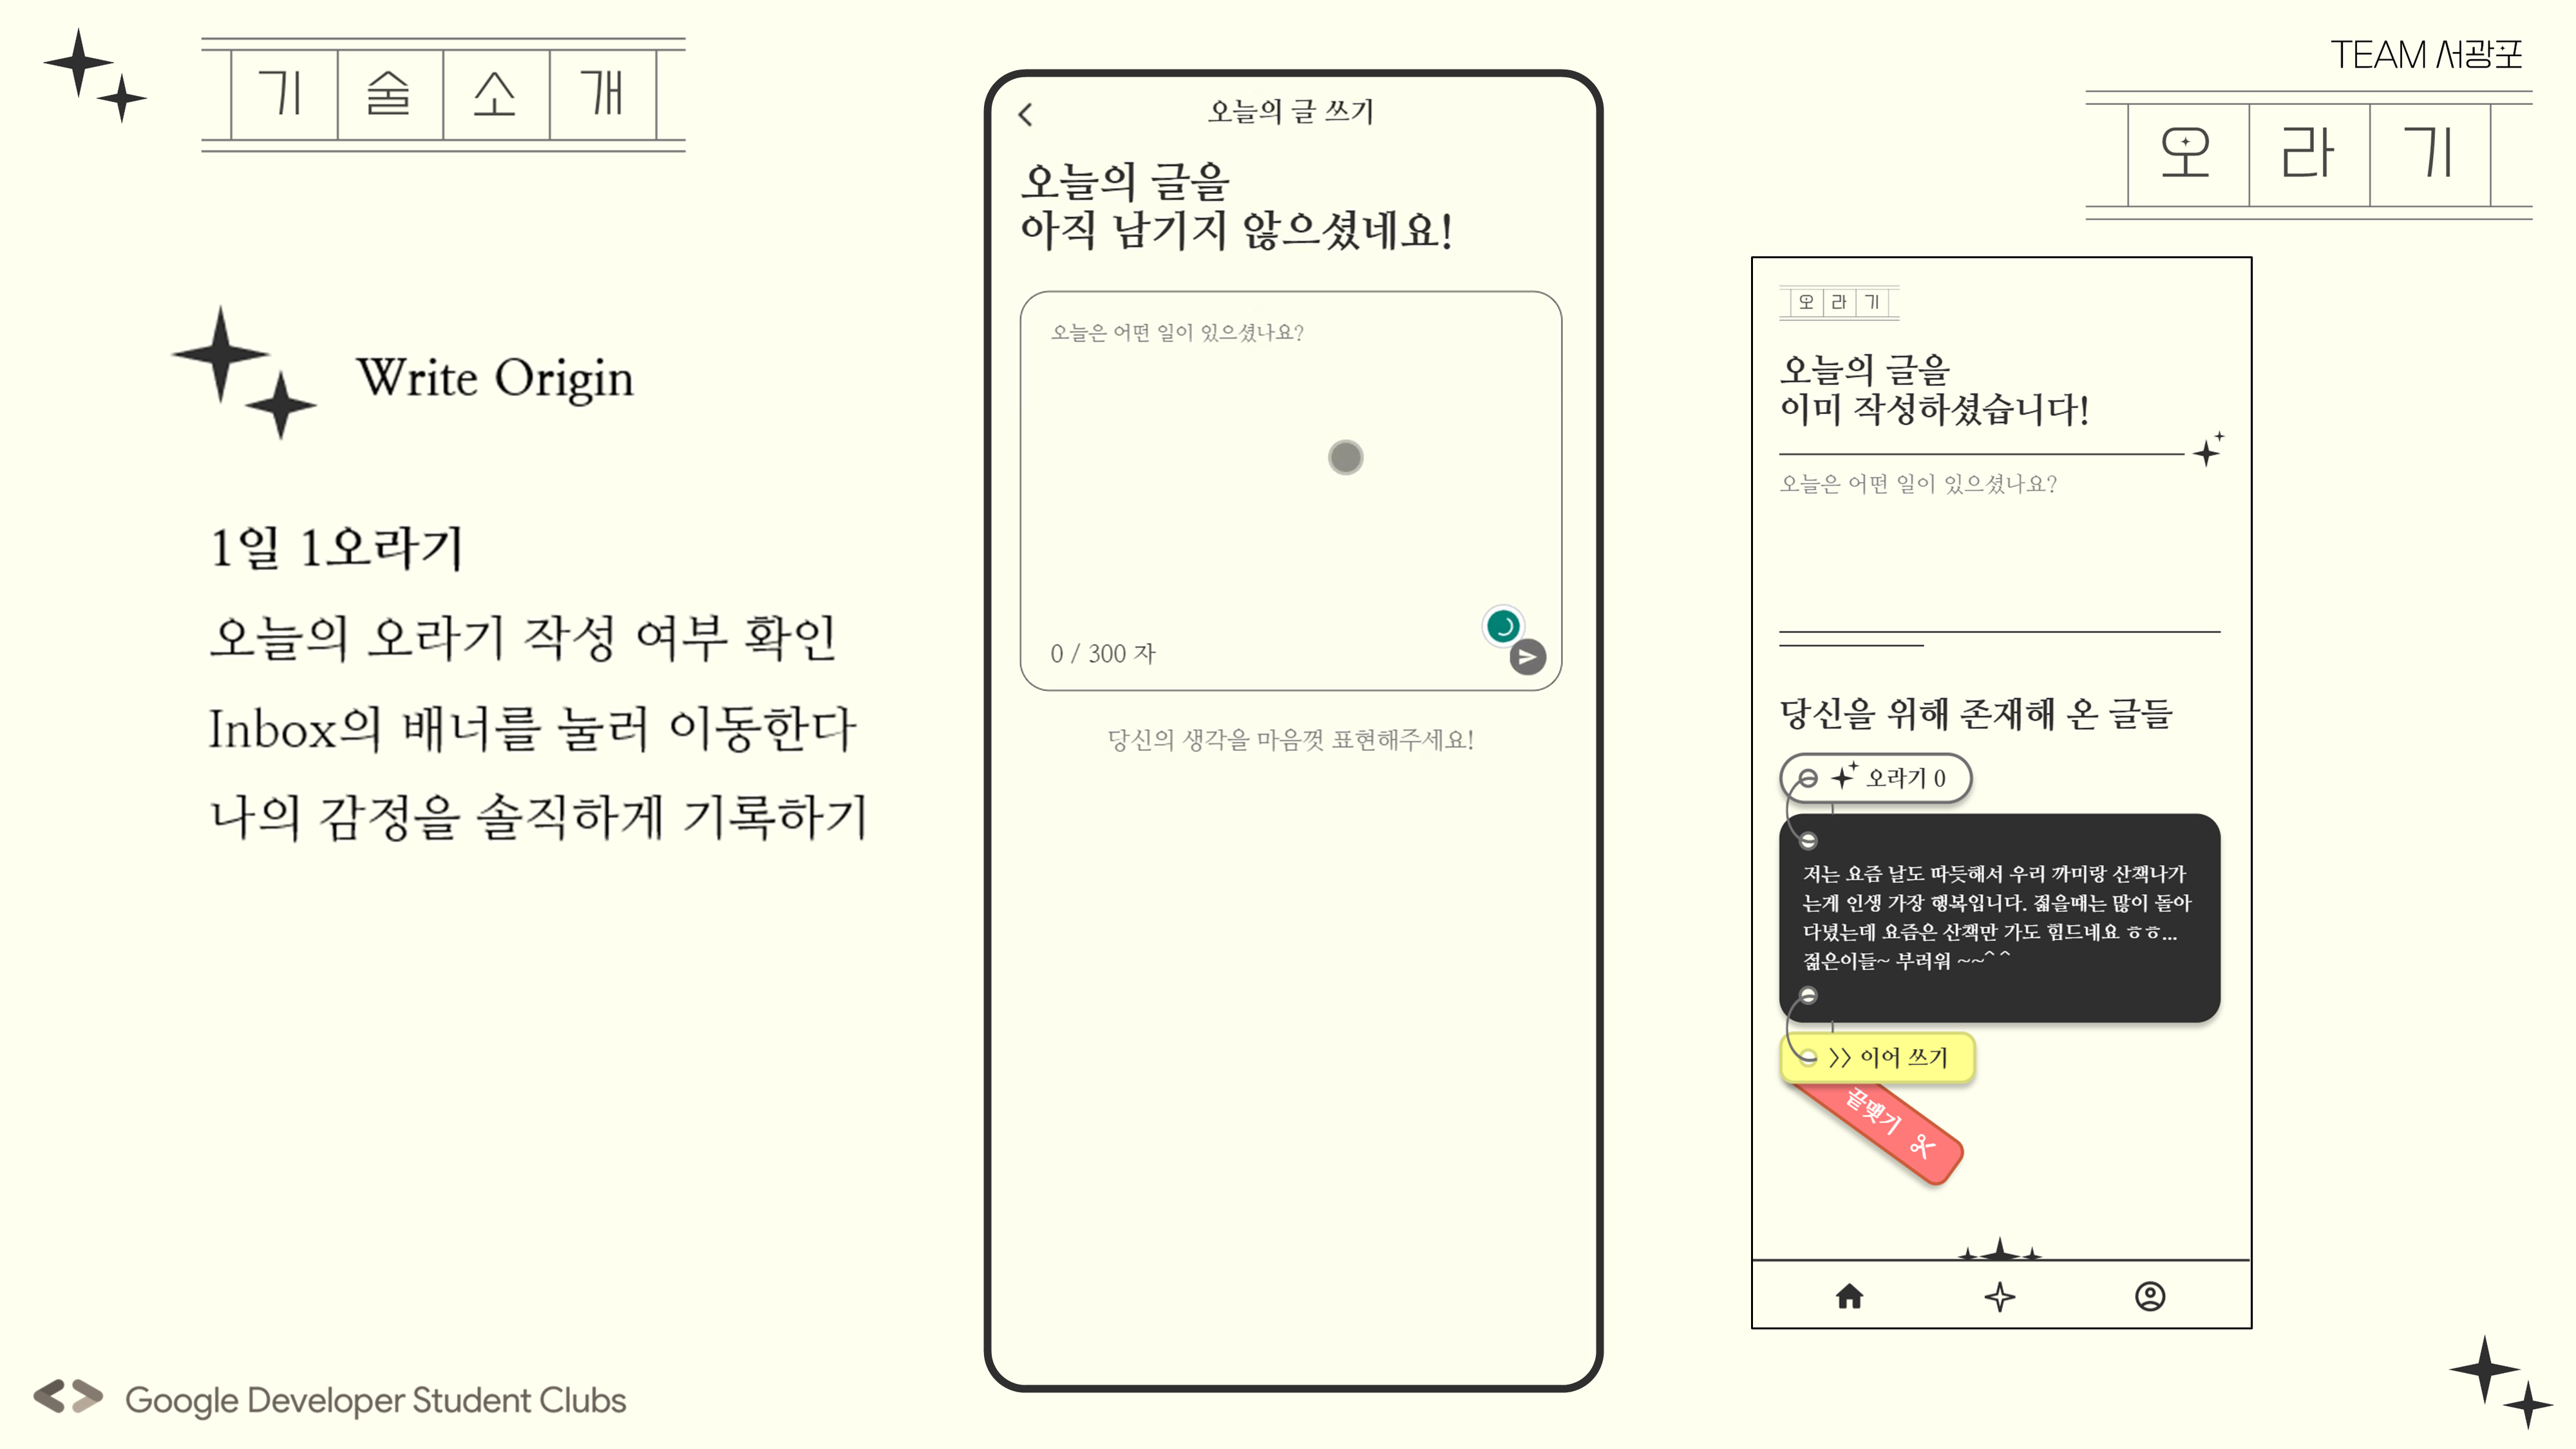 기술소개
TEAM 서광포
오라기
Write Origin
1일 1오라기
오늘의 오라기 작성 여부 확인
Inbox의 배너를 눌러 이동한다
나의 감정을 솔직하게 기록하기
오늘의 글 쓰기
오늘의 글을
아직 남기지 않으셨네요!
오늘은 어떤 일이 있으셨나요?
0 / 300 자
당신의 생각을 마음껏 표현해주세요!
오라기
오늘의 글을
이미 작성하셨습니다!
오늘은 어떤 일이 있으셨나요?
당신을 위해 존재해 온 글들
오라기 0
저는 요즘 날도 따듯해서 우리 까미랑 산책나가
는게 인생 가장 행복입니다. 젊을때는 많이 돌아
다녔는데 요즘은 산책만 가도 힘드네요 ㅎㅎ...
젊은이들~ 부러워 ~~^^
>> 이어 쓰기
끝맺기
Google Developer Student Clubs